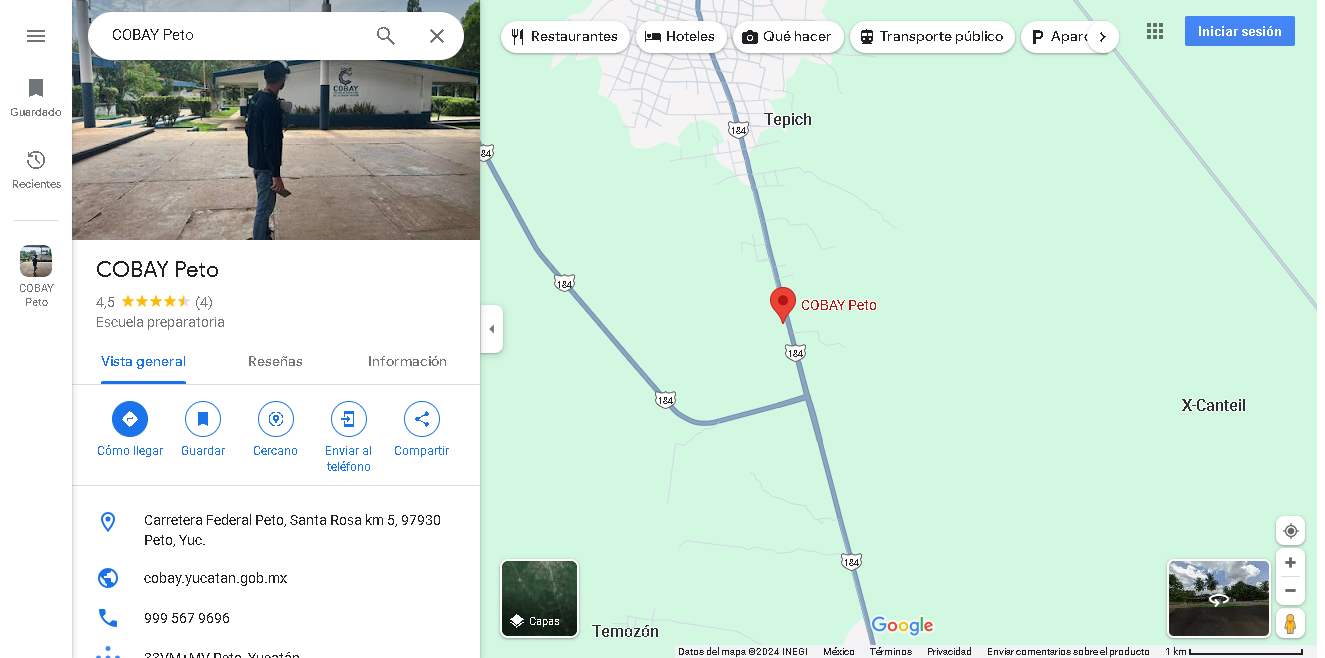 COBAY Peto
Guardado
Recientes
COBAY
Peto
COBAY
COBAY Peto
4,5 (4)
Escuela preparatoria
Vista general
Reseñas
Información
Cómo llegar
Guardar
Cercano
Enviar al
teléfono
Compartir
Carretera Federal Peto, Santa Rosa km 5, 97930
Peto, Yuc.
cobay.yucatan.gob.mx
999 567 9696
Restaurantes
Hoteles
Qué hacer
Transporte público
Iniciar sesión
Tepich
184
84
184
COBAY Peto
184
184
X-Canteil
184
Temozón
Capas
Google
Datos del mapa ©2024 INEGI México Términos Privacidad Enviar comentarios sobre el producto 1 km